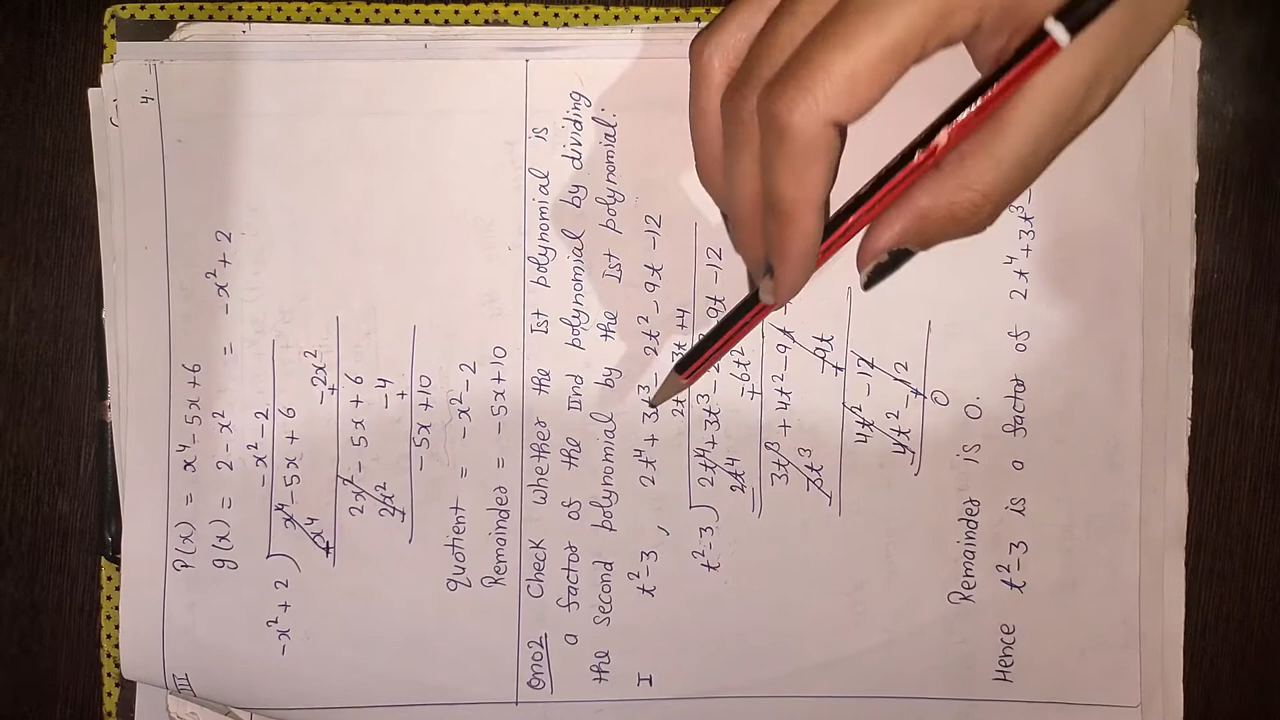 4.
III P(x) = x⁴-5x+6
g(x) = 2-x² = -x²+2
-x²-2
-x²+2 ) x⁴-5x+6
x⁴ -2x²
+
2x²-5x+6
2x² -4
+
-5x+10
Quotient = -x²-2
Remainder = -5x+10
Qno2 Check whether the Ist polynomial is
a factor of the IInd polynomial by dividing
the second polynomial by the Ist polynomial.
I t²-3, 2t⁴+3t³-2t²-9t-12
2t 3t+4
t²-3 ) 2t⁴+3t³-2 9t-12
2t⁴ -6t²
- +
3t³+4t²-9t
3t³ -9t
- +
4t²-12
4t²-12
- +
0
Remainder is 0.
Hence t²-3 is a factor of 2t⁴+3t³-